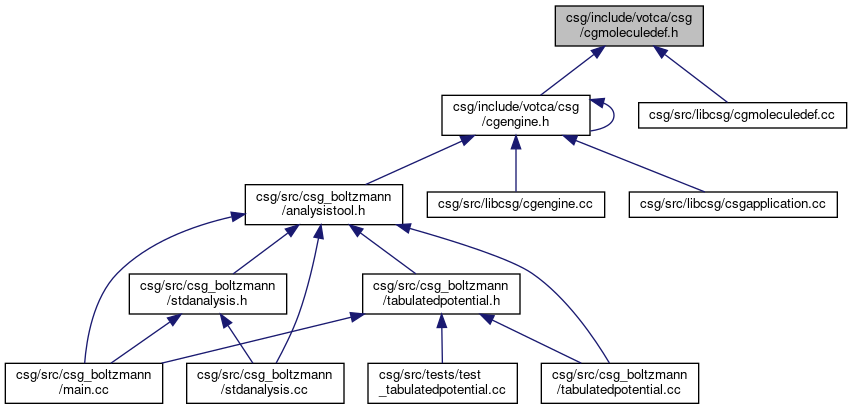 csg/include/votca/csg
/cgmoleculedef.h
csg/include/votca/csg
/cgengine.h
csg/src/libcsg/cgmoleculedef.cc
csg/src/csg_boltzmann
/analysistool.h
csg/src/libcsg/cgengine.cc
csg/src/libcsg/csgapplication.cc
csg/src/csg_boltzmann
/stdanalysis.h
csg/src/csg_boltzmann
/tabulatedpotential.h
csg/src/csg_boltzmann
/main.cc
csg/src/csg_boltzmann
/stdanalysis.cc
csg/src/tests/test
_tabulatedpotential.cc
csg/src/csg_boltzmann
/tabulatedpotential.cc